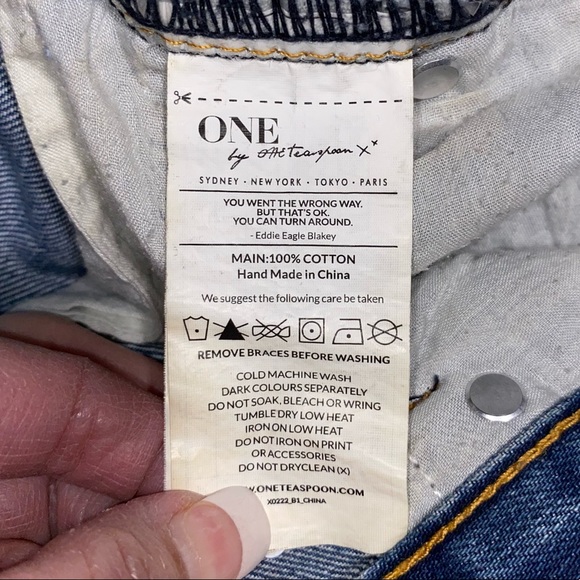 ONE
by ONEteaspoon X x
SYDNEY · NEW YORK · TOKYO · PARIS
YOU WENT THE WRONG WAY.
BUT THAT'S OK.
YOU CAN TURN AROUND.
- Eddie Eagle Blakey
MAIN:100% COTTON
Hand Made in China
We suggest the following care be taken
REMOVE BRACES BEFORE WASHING
COLD MACHINE WASH
DARK COLOURS SEPARATELY
DO NOT SOAK, BLEACH OR WRING
TUMBLE DRY LOW HEAT
IRON ON LOW HEAT
DO NOT IRON ON PRINT
OR ACCESSORIES
DO NOT DRYCLEAN (X)
W.ONETEASPOON.COM
X0222_B1_CHINA